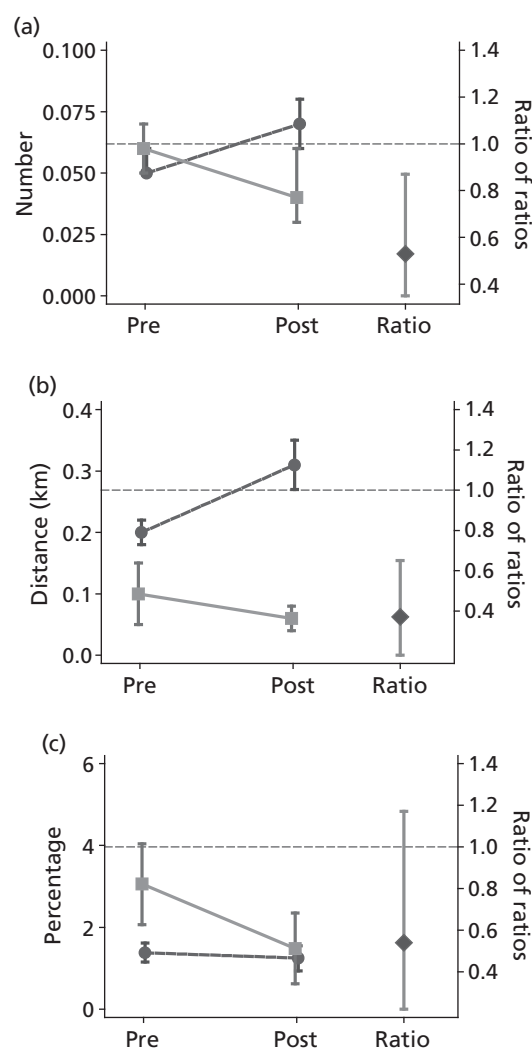 (a)
0.100
0.075
0.050
0.025
0.000
Number
1.4
1.2
1.0
0.8
0.6
0.4
Ratio of ratios
Pre Post Ratio
(b)
0.4
0.3
0.2
0.1
0.0
Distance (km)
1.4
1.2
1.0
0.8
0.6
0.4
Ratio of ratios
Pre Post Ratio
(c)
6
4
2
0
Percentage
1.4
1.2
1.0
0.8
0.6
0.4
Ratio of ratios
Pre Post Ratio